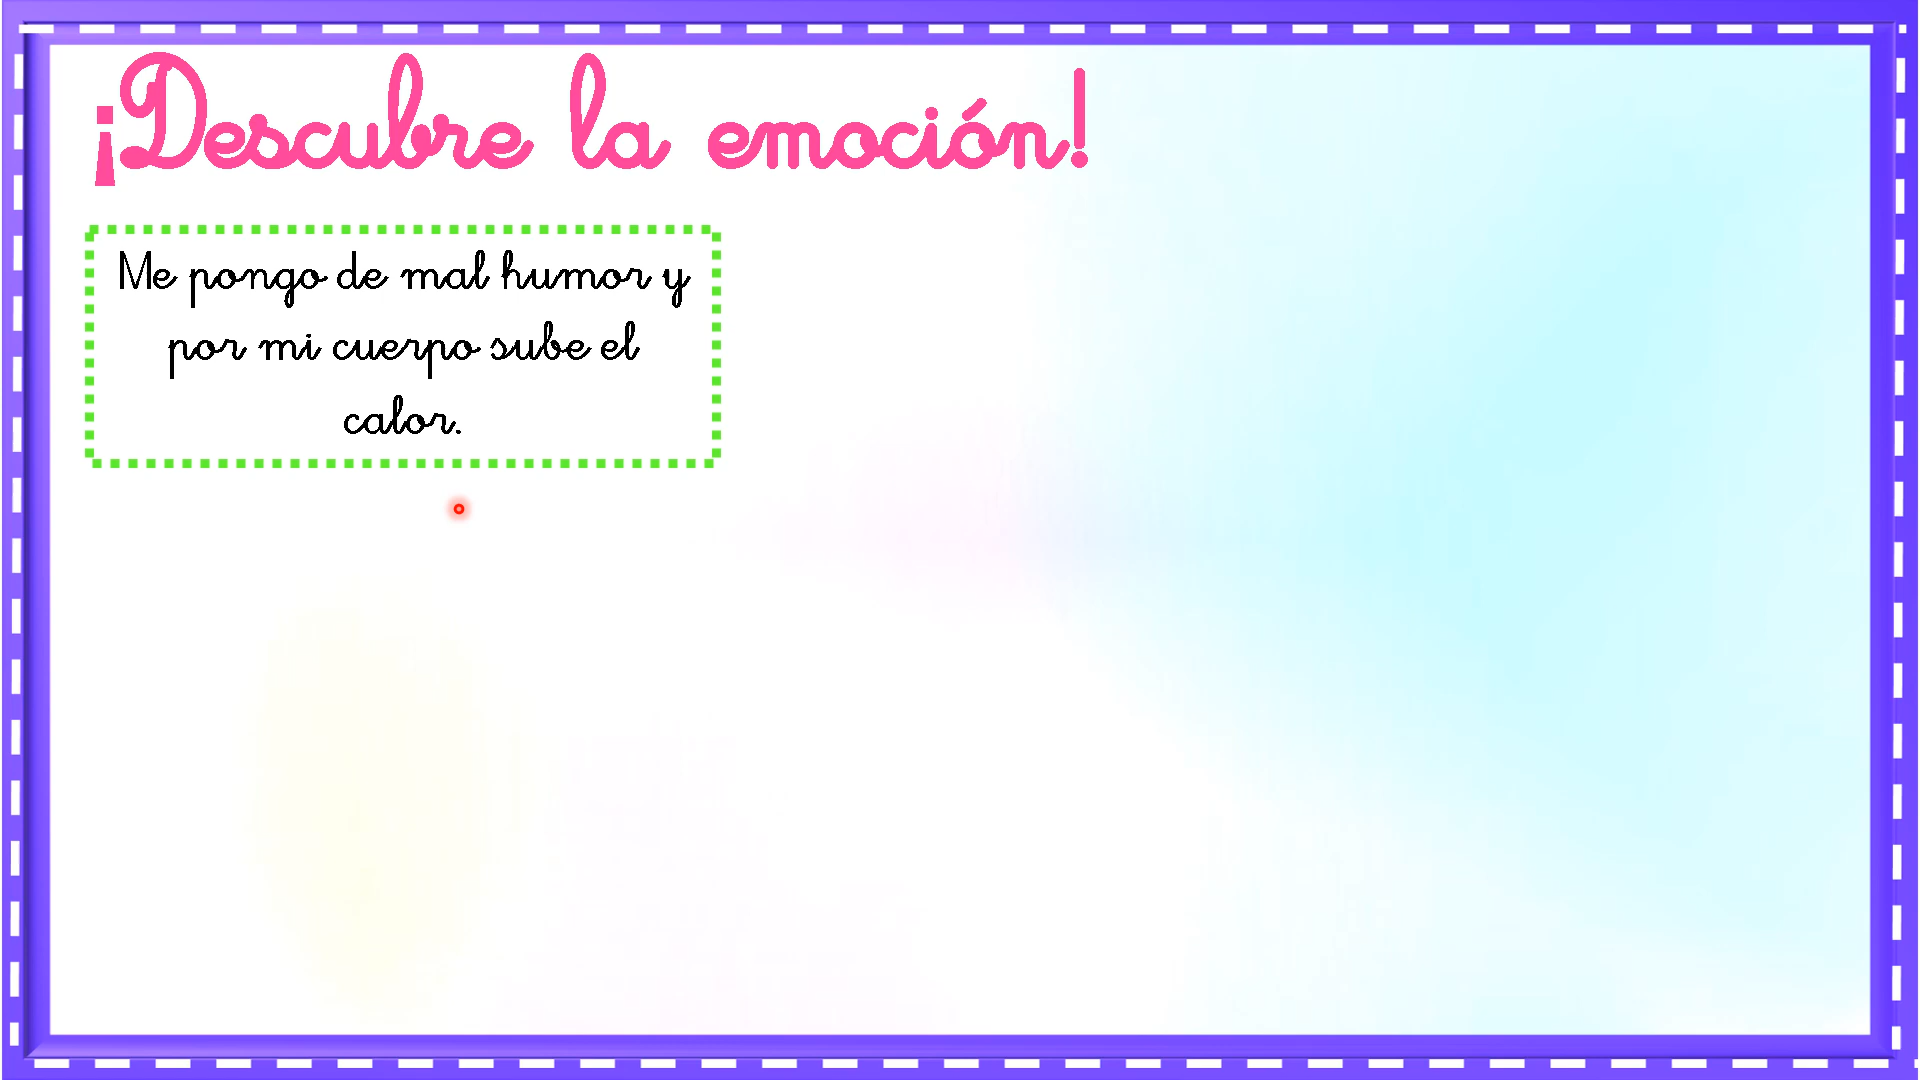 ¡Descubre la emoción!
Me pongo de mal humor y
por mi cuerpo sube el
calor.